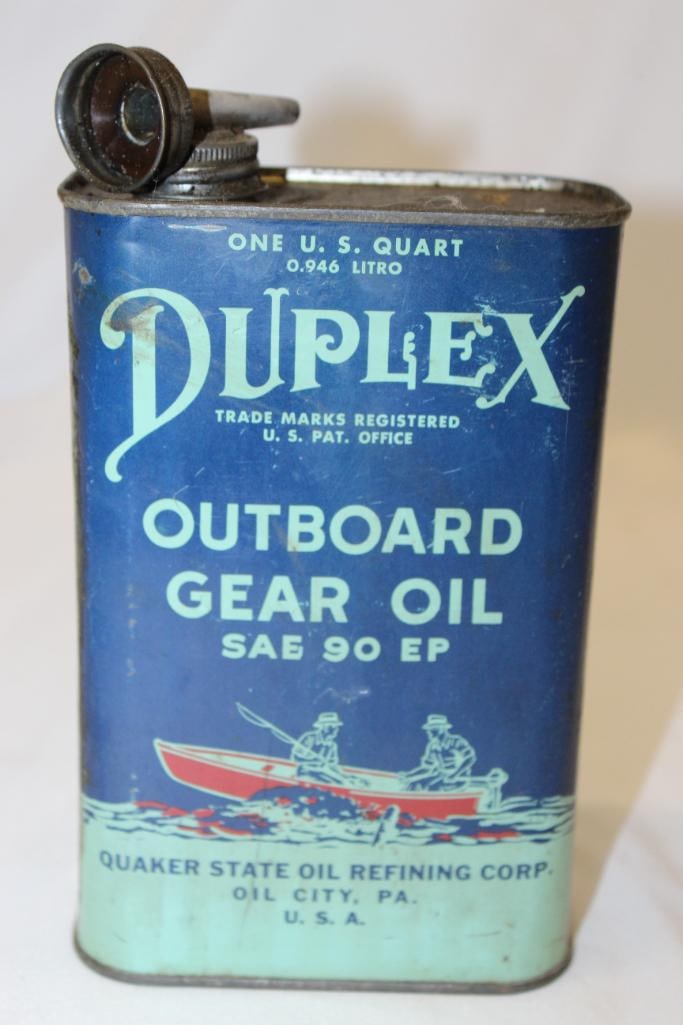 ONE U. S. QUART
0.946 LITRO
DUPLEX
TRADE MARKS REGISTERED
U. S. PAT. OFFICE
OUTBOARD
GEAR OIL
SAE 90 EP
QUAKER STATE OIL REFINING CORP.
OIL CITY, PA.
U. S. A.